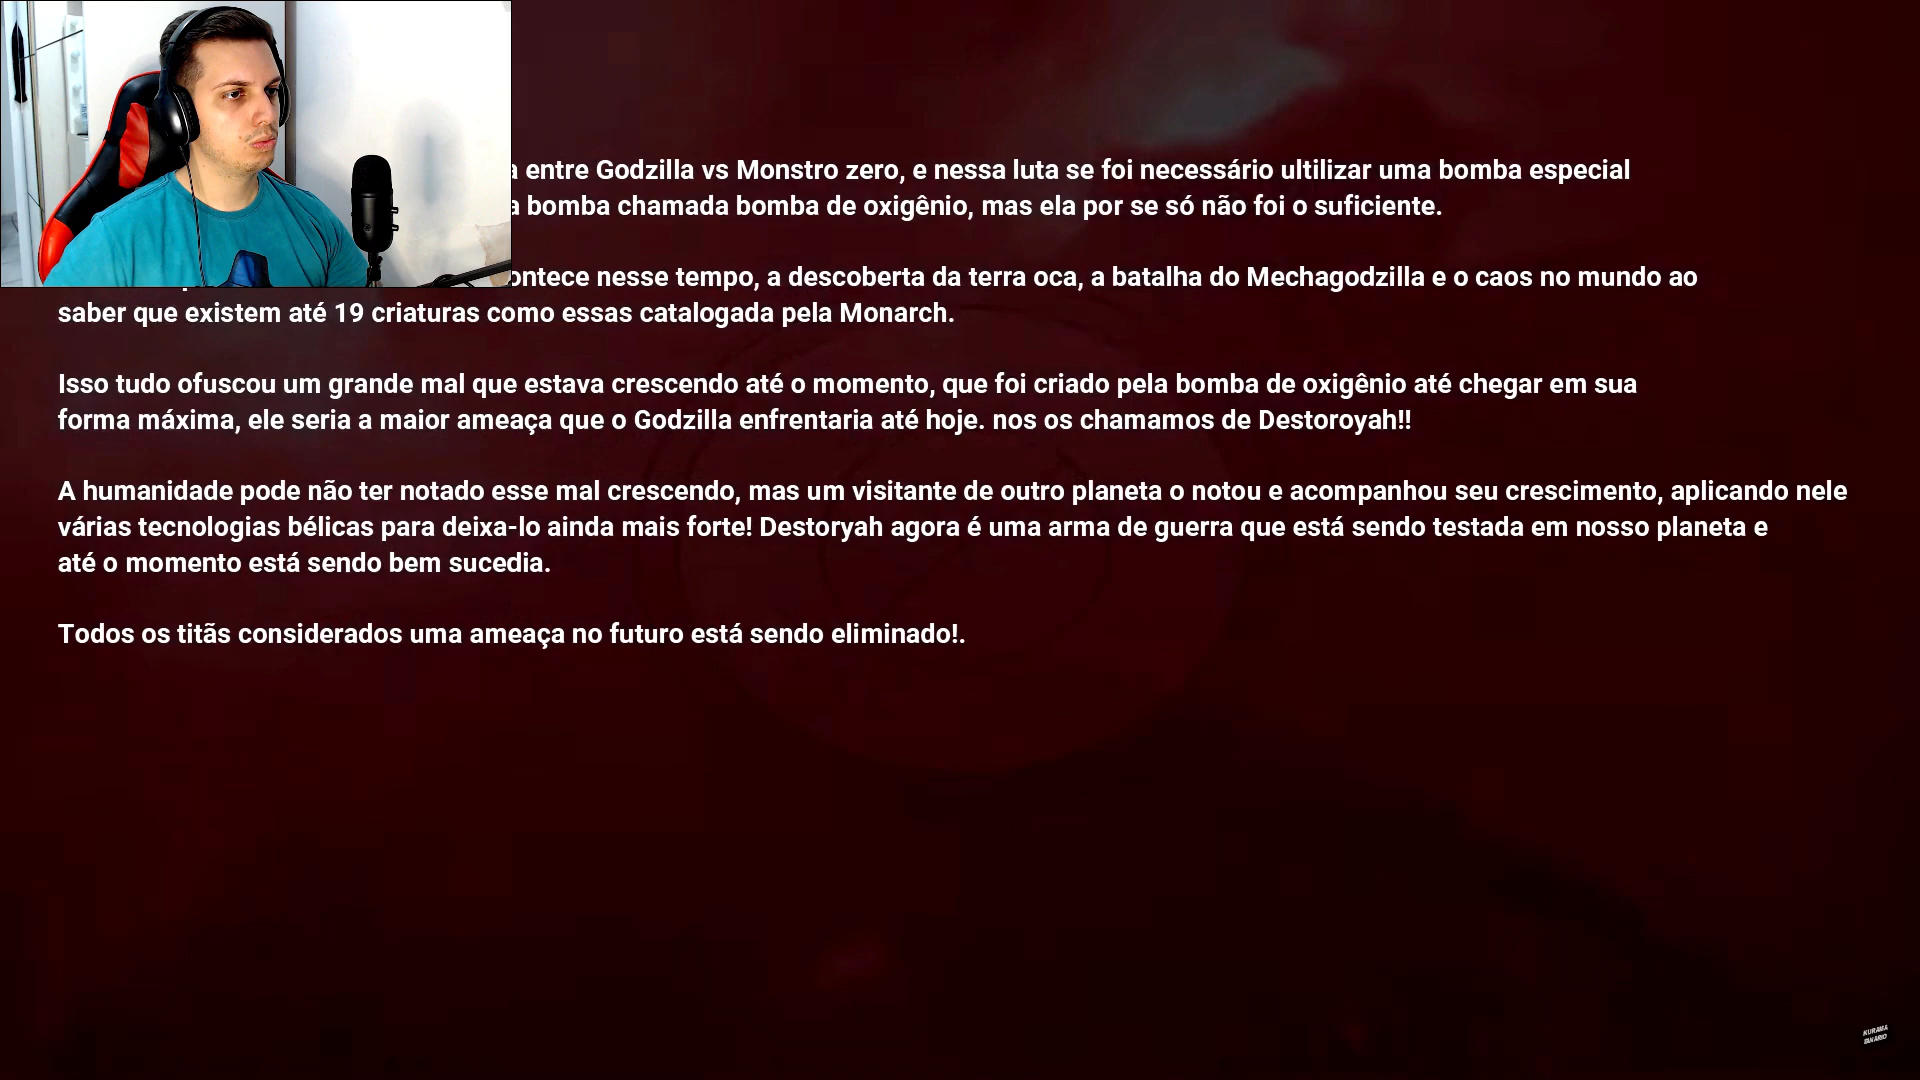 entre Godzilla vs Monstro zero, e nessa luta se foi necessário ultilizar uma bomba especial
bomba chamada bomba de oxigênio, mas ela por se só não foi o suficiente.
ontece nesse tempo, a descoberta da terra oca, a batalha do Mechagodzilla e o caos no mundo ao
saber que existem até 19 criaturas como essas catalogada pela Monarch.
Isso tudo ofuscou um grande mal que estava crescendo até o momento, que foi criado pela bomba de oxigênio até chegar em sua
forma máxima, ele seria a maior ameaça que o Godzilla enfrentaria até hoje. nos os chamamos de Destoroyah!!
A humanidade pode não ter notado esse mal crescendo, mas um visitante de outro planeta o notou e acompanhou seu crescimento, aplicando nele
várias tecnologias bélicas para deixa-lo ainda mais forte! Destoryah agora é uma arma de guerra que está sendo testada em nosso planeta e
até o momento está sendo bem sucedia.
Todos os titãs considerados uma ameaça no futuro está sendo eliminado!.
KURAMA